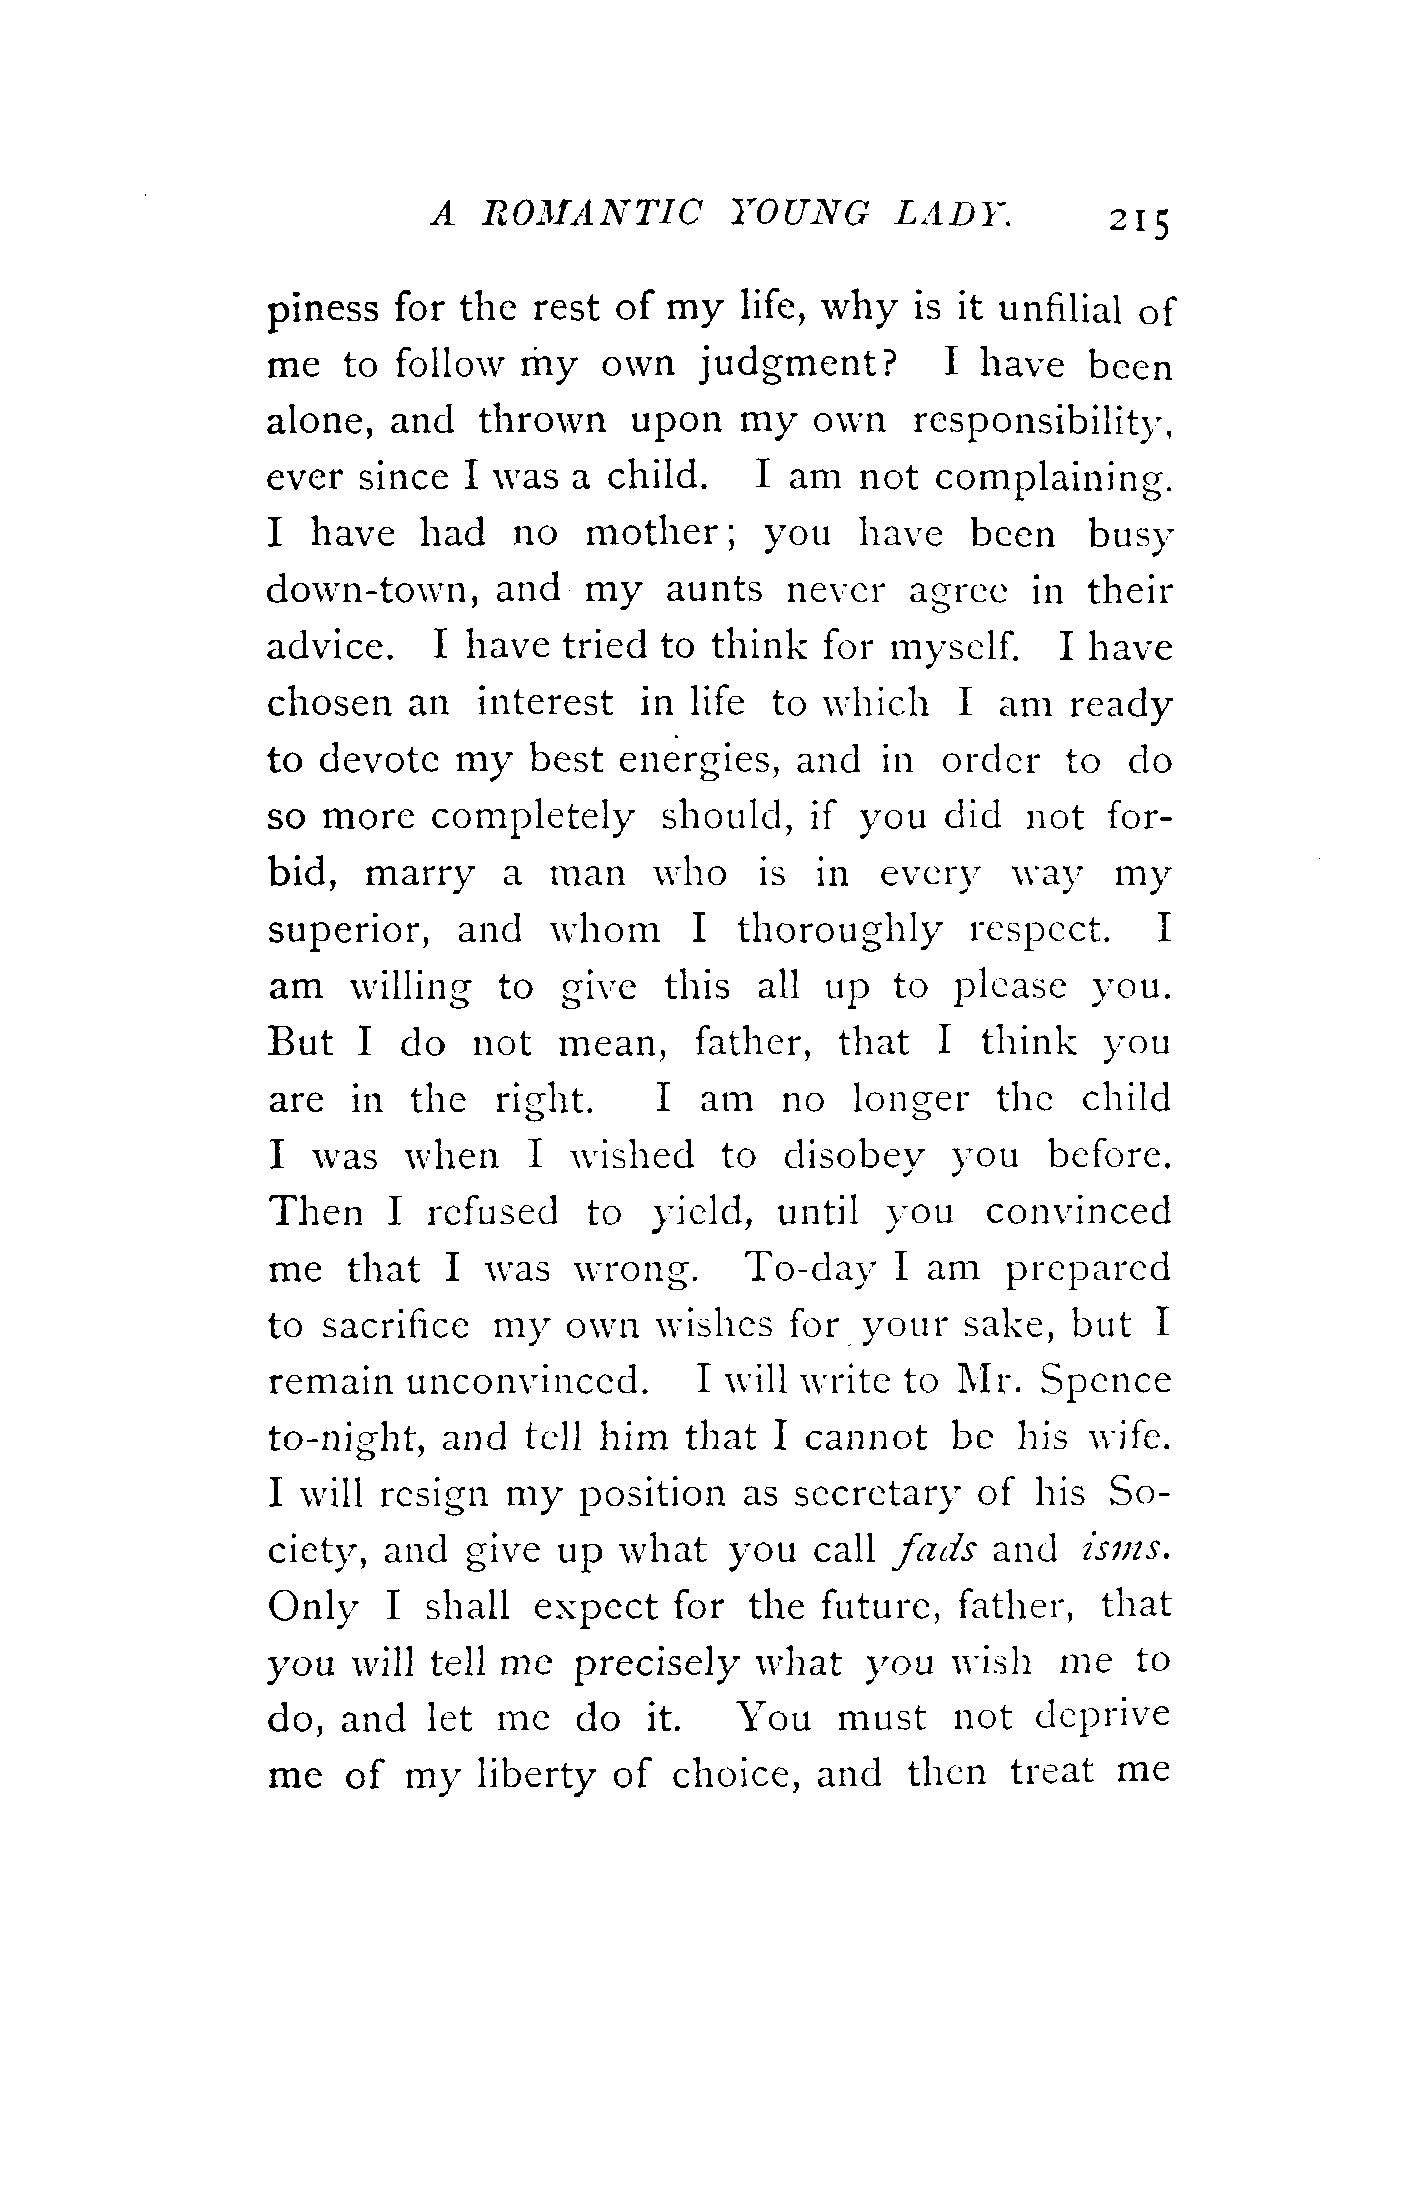 A ROMANTIC YOUNG LADY. 215
piness for the rest of my life, why is it unfilial of
me to follow my own judgment? I have been
alone, and thrown upon my own responsibility,
ever since I was a child. I am not complaining.
I have had no mother; you have been busy
down-town, and my aunts never agree in their
advice. I have tried to think for myself. I have
chosen an interest in life to which I am ready
to devote my best energies, and in order to do
so more completely should, if you did not for-
bid, marry a man who is in every way my
superior, and whom I thoroughly respect. I
am willing to give this all up to please you.
But I do not mean, father, that I think you
are in the right. I am no longer the child
I was when I wished to disobey you before.
Then I refused to yield, until you convinced
me that I was wrong. To-day I am prepared
to sacrifice my own wishes for your sake, but I
remain unconvinced. I will write to Mr. Spence
to-night, and tell him that I cannot be his wife.
I will resign my position as secretary of his So-
ciety, and give up what you call fads and isms.
Only I shall expect for the future, father, that
you will tell me precisely what you wish me to
do, and let me do it. You must not deprive
me of my liberty of choice, and then treat me